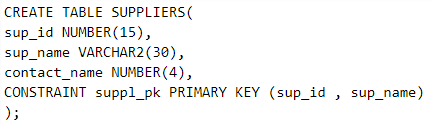 CREATE TABLE SUPPLIERS(
sup_id NUMBER(15),
sup_name VARCHAR2(30),
contact_name NUMBER(4),
CONSTRAINT suppl_pk PRIMARY KEY (sup_id , sup_name)
);